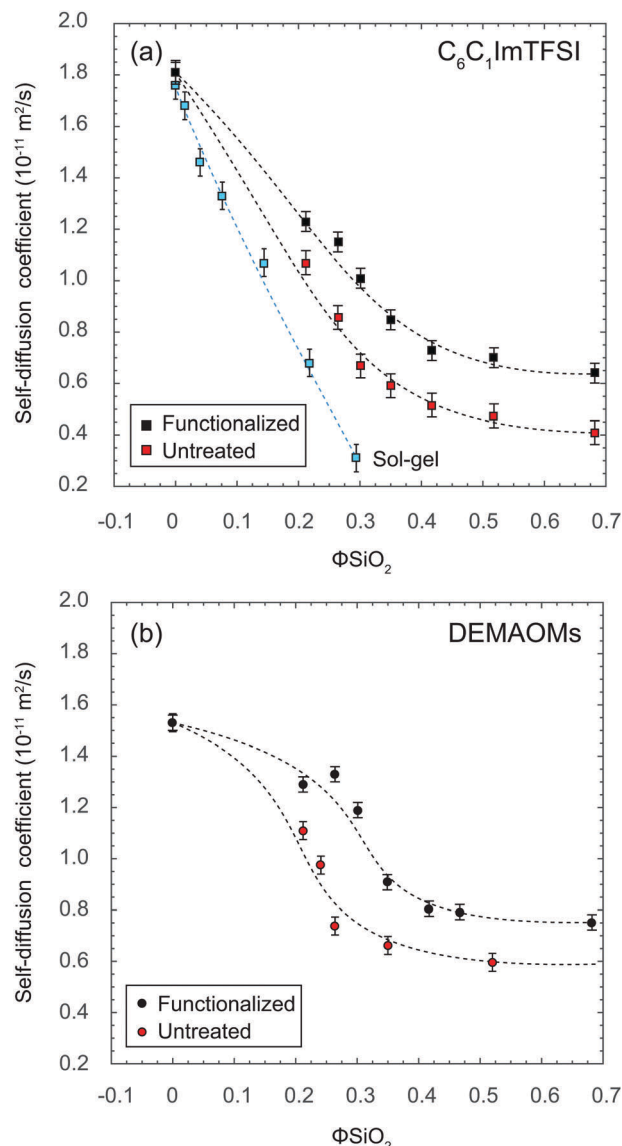 (a) C₆C₁ImTFSI
Self-diffusion coefficient (10⁻¹¹ m²/s)
2.0
1.8
1.6
1.4
1.2
1.0
0.8
0.6
0.4
0.2
Functionalized
Untreated
Sol-gel
-0.1 0 0.1 0.2 0.3 0.4 0.5 0.6 0.7
ΦSiO₂
(b) DEMAOMs
Self-diffusion coefficient (10⁻¹¹ m²/s)
2.0
1.8
1.6
1.4
1.2
1.0
0.8
0.6
0.4
0.2
Functionalized
Untreated
-0.1 0 0.1 0.2 0.3 0.4 0.5 0.6 0.7
ΦSiO₂